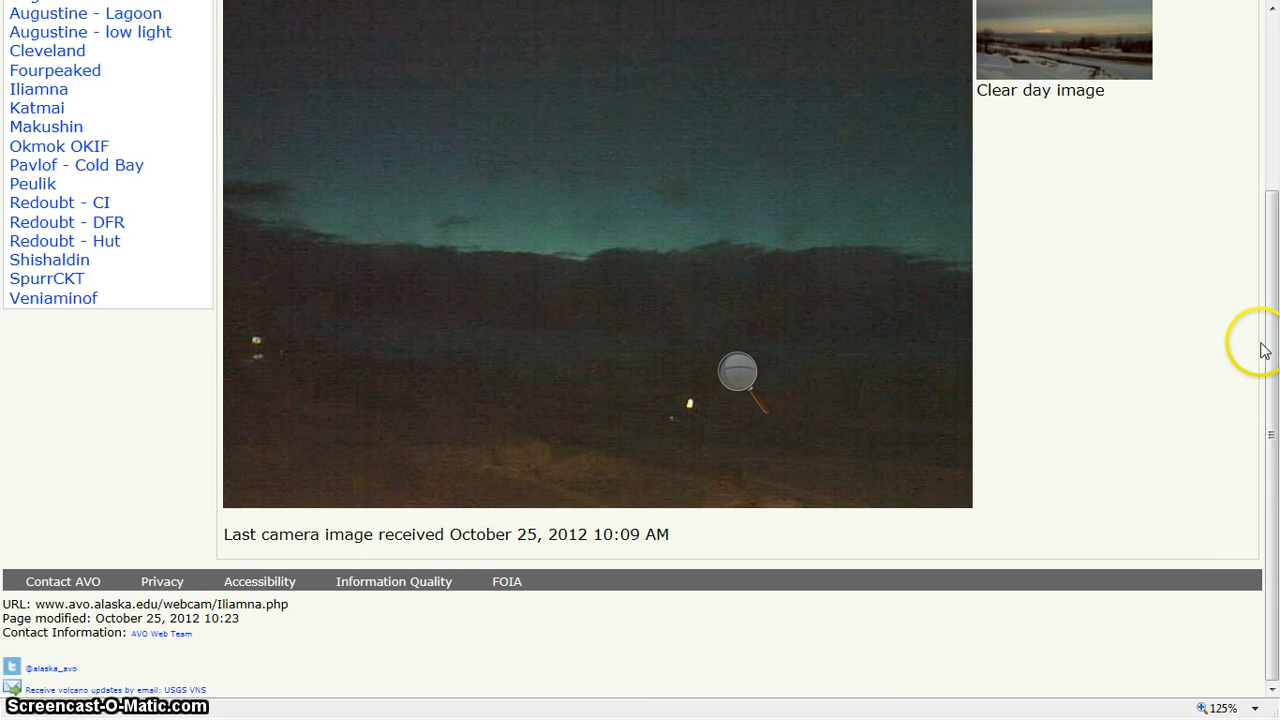 Augustine - Lagoon
Augustine - low light
Cleveland
Fourpeaked
Iliamna
Katmai
Makushin
Okmok OKIF
Pavlof - Cold Bay
Peulik
Redoubt - CI
Redoubt - DFR
Redoubt - Hut
Shishaldin
SpurrCKT
Veniaminof
Clear day image
Last camera image received October 25, 2012 10:09 AM
Contact AVO Privacy Accessibility Information Quality FOIA
URL: www.avo.alaska.edu/webcam/Iliamna.php
Page modified: October 25, 2012 10:23
Contact Information: AVO Web Team
@alaska_avo
Receive volcano updates by email: USGS VNS
Screencast-O-Matic.com
125%